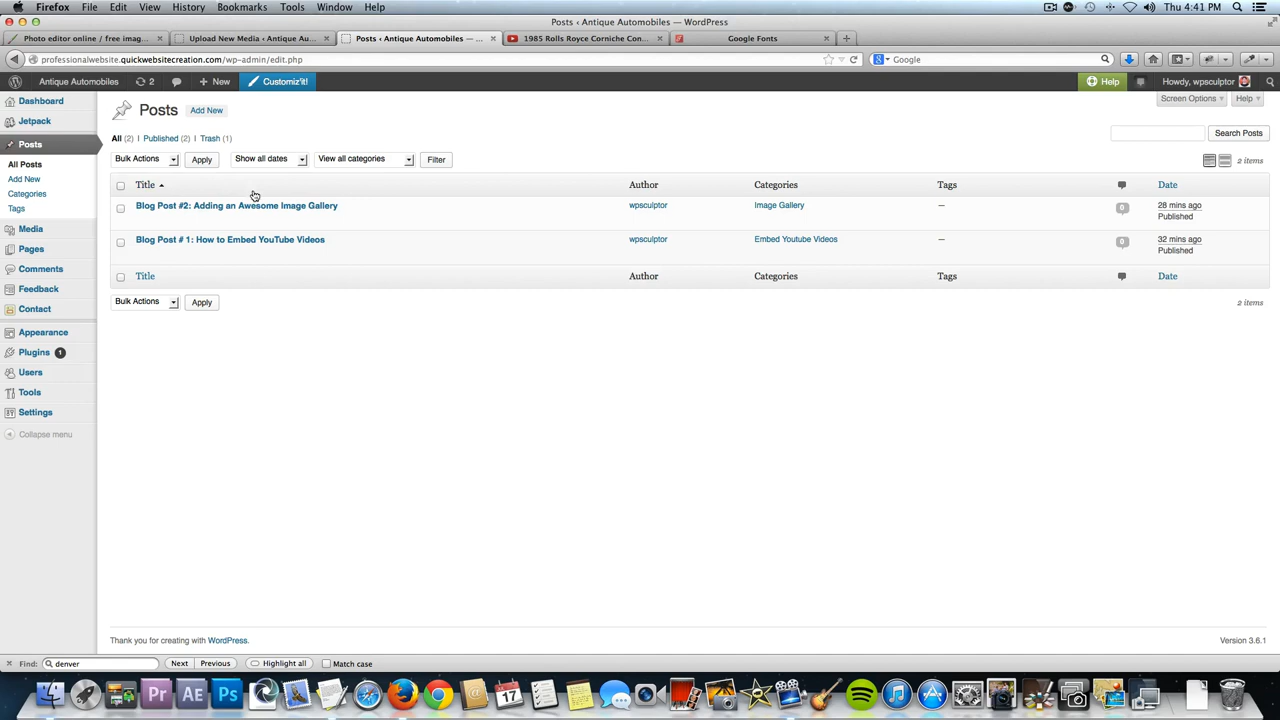 Firefox File Edit View History Bookmarks Tools Window Help Thu 4:41 PM
Posts ‹ Antique Automobiles — WordPress
Photo editor online / free imag... × Upload New Media ‹ Antique Au... × Posts ‹ Antique Automobiles — ... × 1985 Rolls Royce Corniche Con... × Google Fonts × +
professionalwebsite.quickwebsitecreation.com/wp-admin/edit.php Google
Antique Automobiles 2 + New Customiz'it! Help Howdy, wpsculptor
Dashboard
Jetpack
Posts
All Posts
Add New
Categories
Tags
Media
Pages
Comments
Feedback
Contact
Appearance
Plugins 1
Users
Tools
Settings
Collapse menu
Screen Options Help
Posts Add New
All (2) | Published (2) | Trash (1)
Search Posts
Bulk Actions Apply Show all dates View all categories Filter
2 items
Title Author Categories Tags Date
Blog Post #2: Adding an Awesome Image Gallery wpsculptor Image Gallery — 0 28 mins ago
Published
Blog Post # 1: How to Embed YouTube Videos wpsculptor Embed Youtube Videos — 0 32 mins ago
Published
Title Author Categories Tags Date
Bulk Actions Apply
2 items
Thank you for creating with WordPress. Version 3.6.1
× Find: denver Next Previous Highlight all Match case
Pr Ae Ps 17